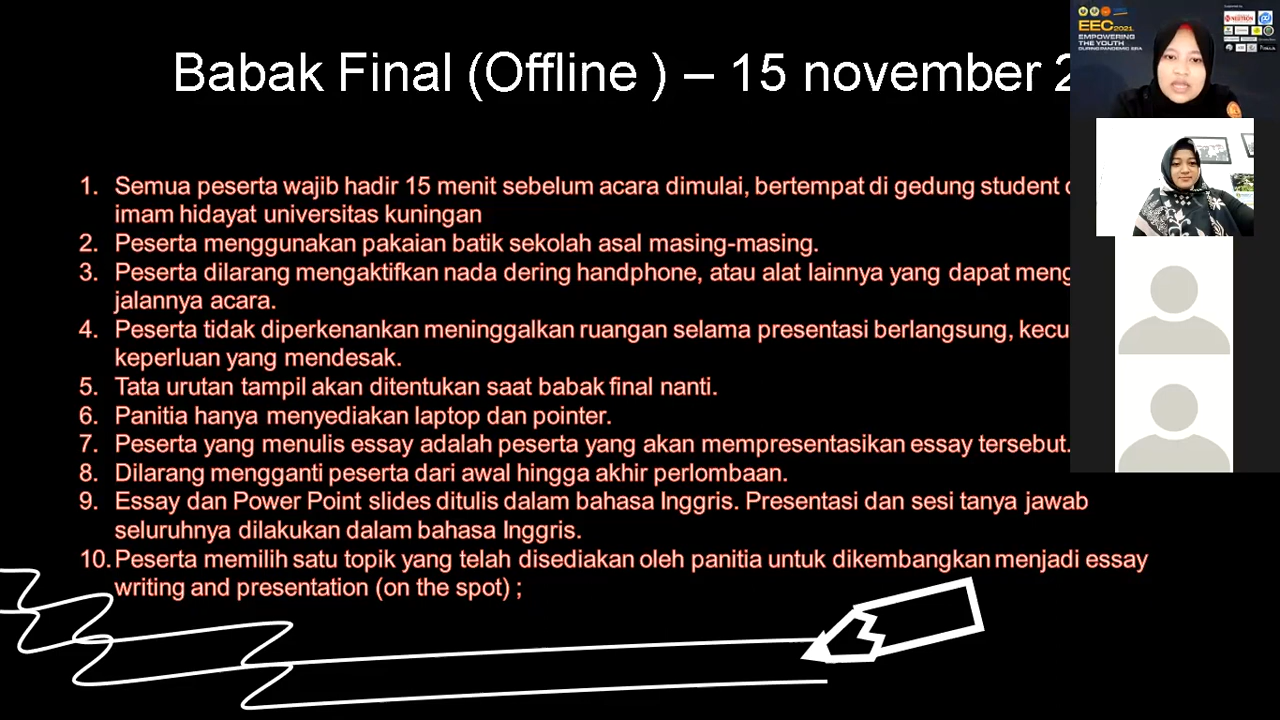 Babak Final (Offline ) – 15 november
1. Semua peserta wajib hadir 15 menit sebelum acara dimulai, bertempat di gedung student
imam hidayat universitas kuningan
2. Peserta menggunakan pakaian batik sekolah asal masing-masing.
3. Peserta dilarang mengaktifkan nada dering handphone, atau alat lainnya yang dapat
jalannya acara.
4. Peserta tidak diperkenankan meninggalkan ruangan selama presentasi berlangsung,
keperluan yang mendesak.
5. Tata urutan tampil akan ditentukan saat babak final nanti.
6. Panitia hanya menyediakan laptop dan pointer.
7. Peserta yang menulis essay adalah peserta yang akan mempresentasikan essay tersebut.
8. Dilarang mengganti peserta dari awal hingga akhir perlombaan.
9. Essay dan Power Point slides ditulis dalam bahasa Inggris. Presentasi dan sesi tanya jawab
seluruhnya dilakukan dalam bahasa Inggris.
10. Peserta memilih satu topik yang telah disediakan oleh panitia untuk dikembangkan menjadi essay
writing and presentation (on the spot) ;
EEC 2021
EMPOWERING
THE YOUTH
DURING PANDEMIC ERA
NEUTRON